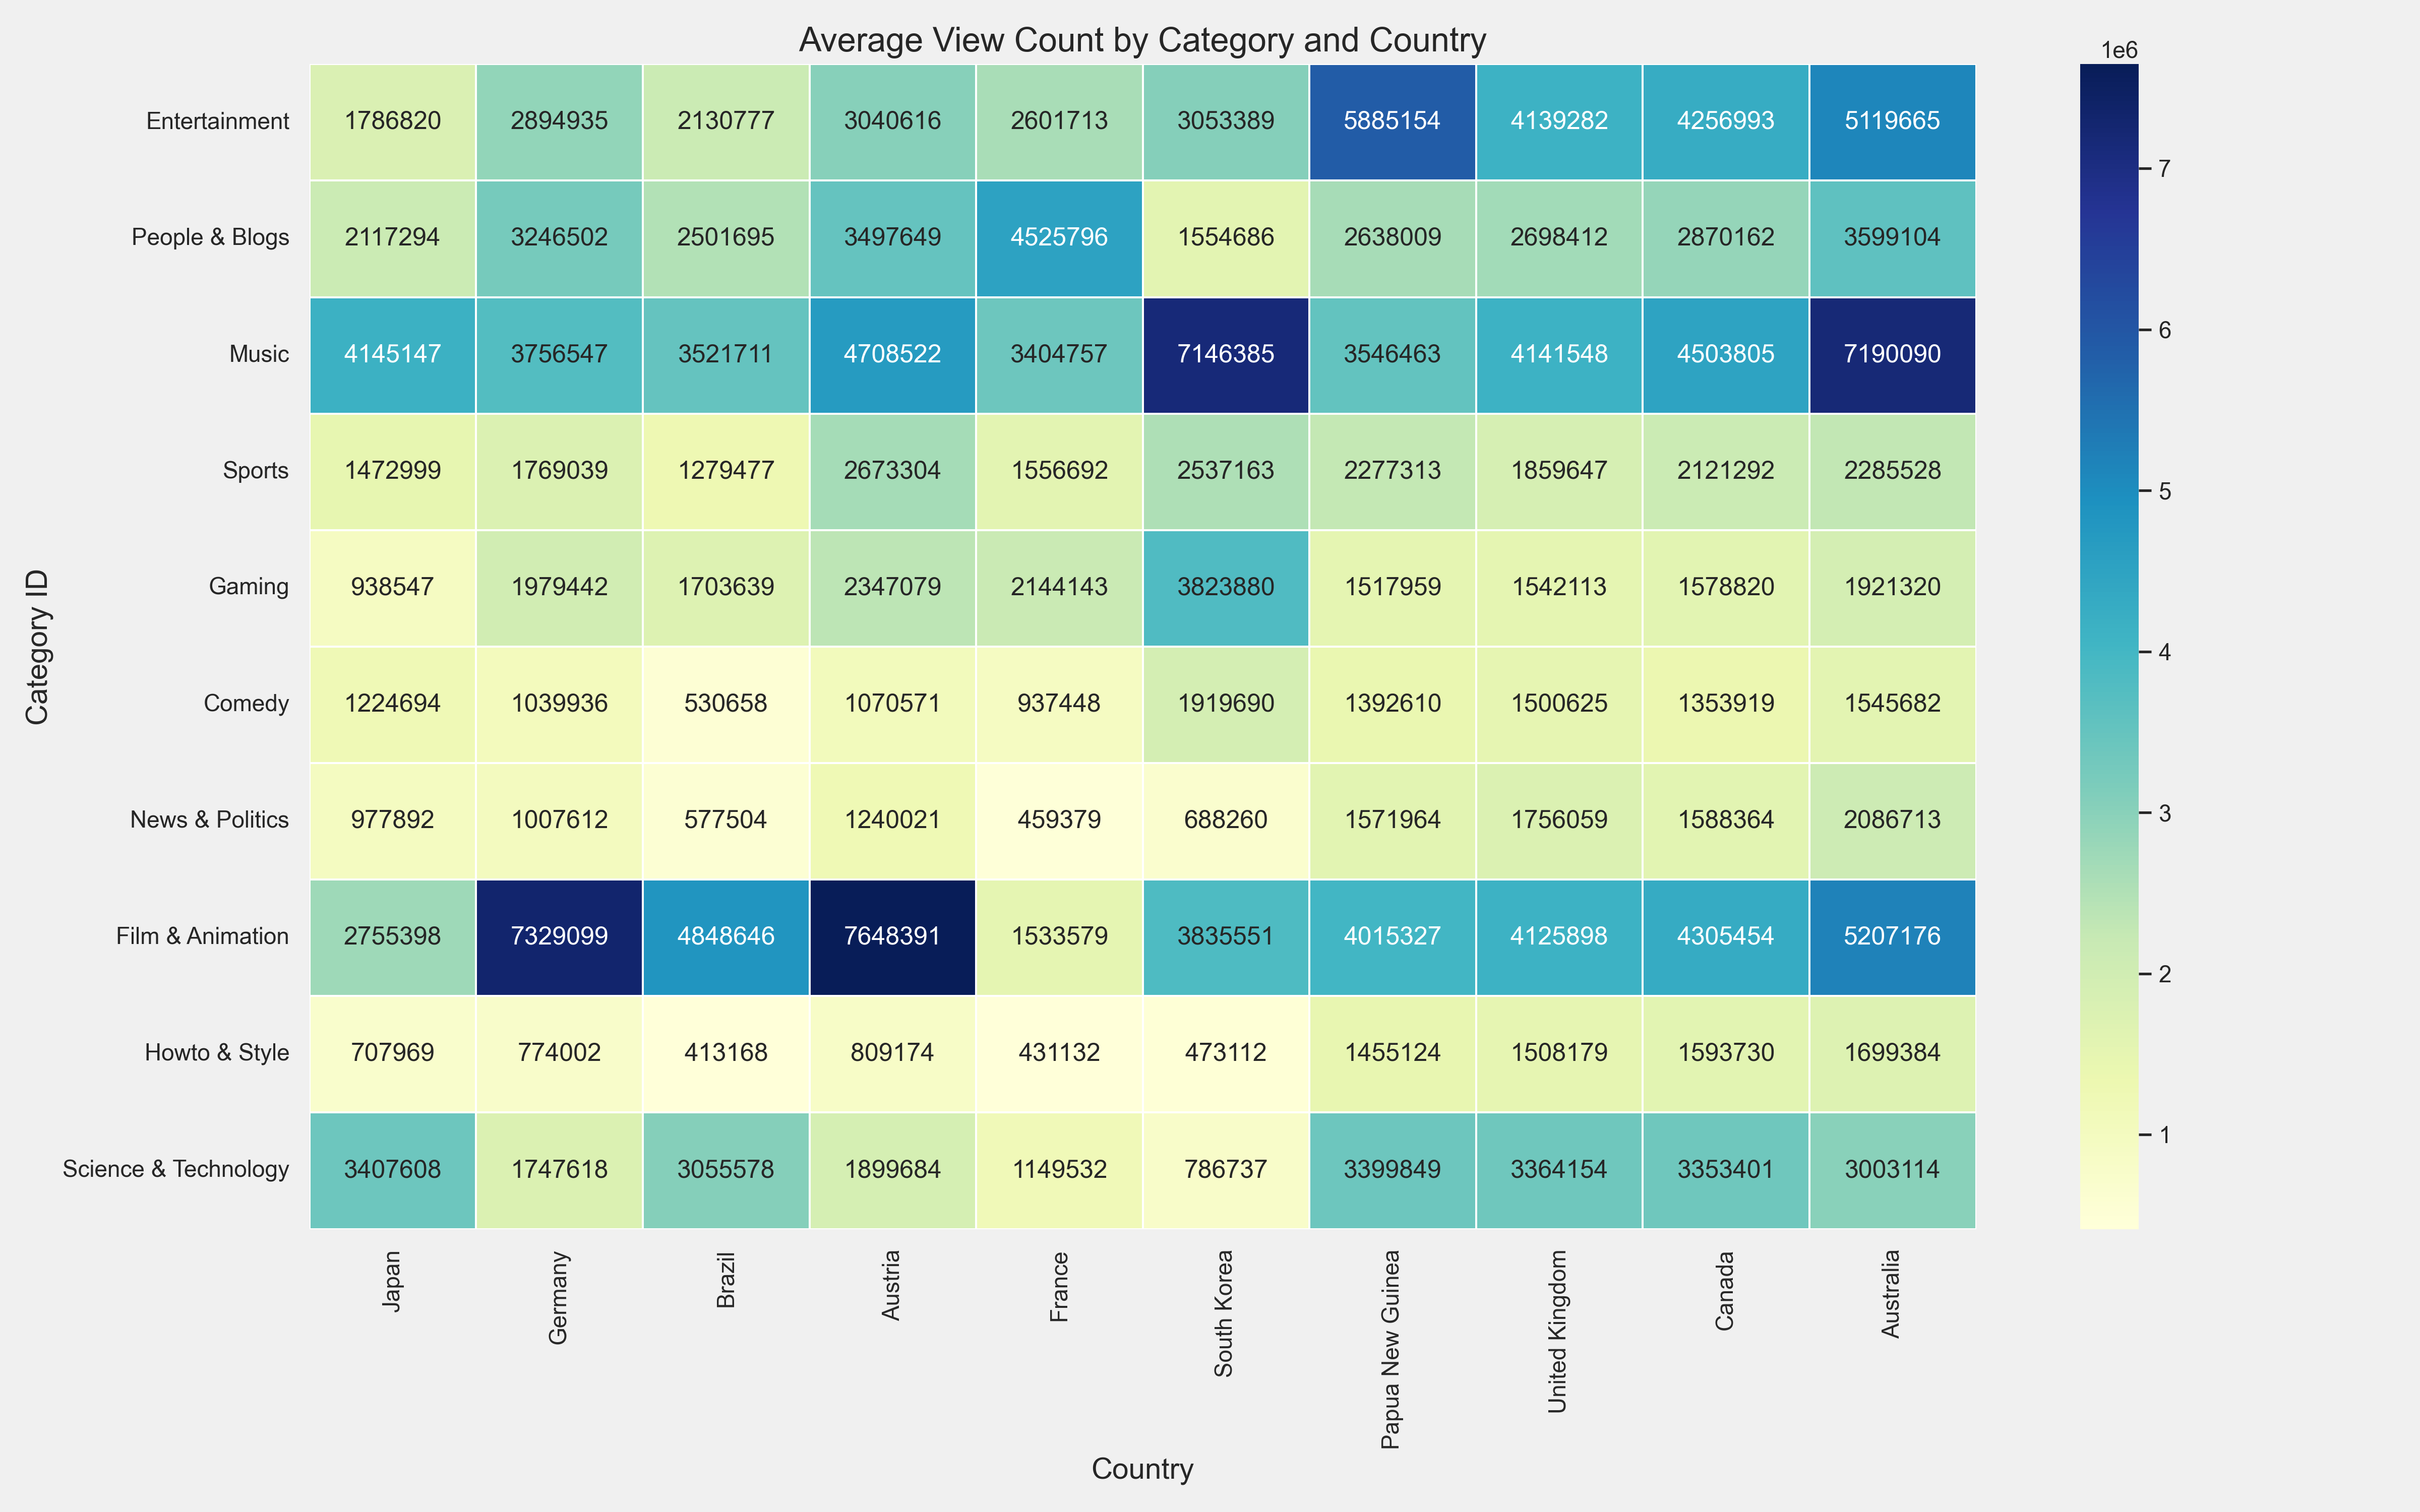 Average View Count by Category and Country
1e6
Entertainment 1786820 2894935 2130777 3040616 2601713 3053389 5885154 4139282 4256993 5119665
People & Blogs 2117294 3246502 2501695 3497649 4525796 1554686 2638009 2698412 2870162 3599104
Music 4145147 3756547 3521711 4708522 3404757 7146385 3546463 4141548 4503805 7190090
Sports 1472999 1769039 1279477 2673304 1556692 2537163 2277313 1859647 2121292 2285528
Gaming 938547 1979442 1703639 2347079 2144143 3823880 1517959 1542113 1578820 1921320
Comedy 1224694 1039936 530658 1070571 937448 1919690 1392610 1500625 1353919 1545682
News & Politics 977892 1007612 577504 1240021 459379 688260 1571964 1756059 1588364 2086713
Film & Animation 2755398 7329099 4848646 7648391 1533579 3835551 4015327 4125898 4305454 5207176
Howto & Style 707969 774002 413168 809174 431132 473112 1455124 1508179 1593730 1699384
Science & Technology 3407608 1747618 3055578 1899684 1149532 786737 3399849 3364154 3353401 3003114
Category ID
Japan
Germany
Brazil
Austria
France
South Korea
Papua New Guinea
United Kingdom
Canada
Australia
Country
7
6
5
4
3
2
1